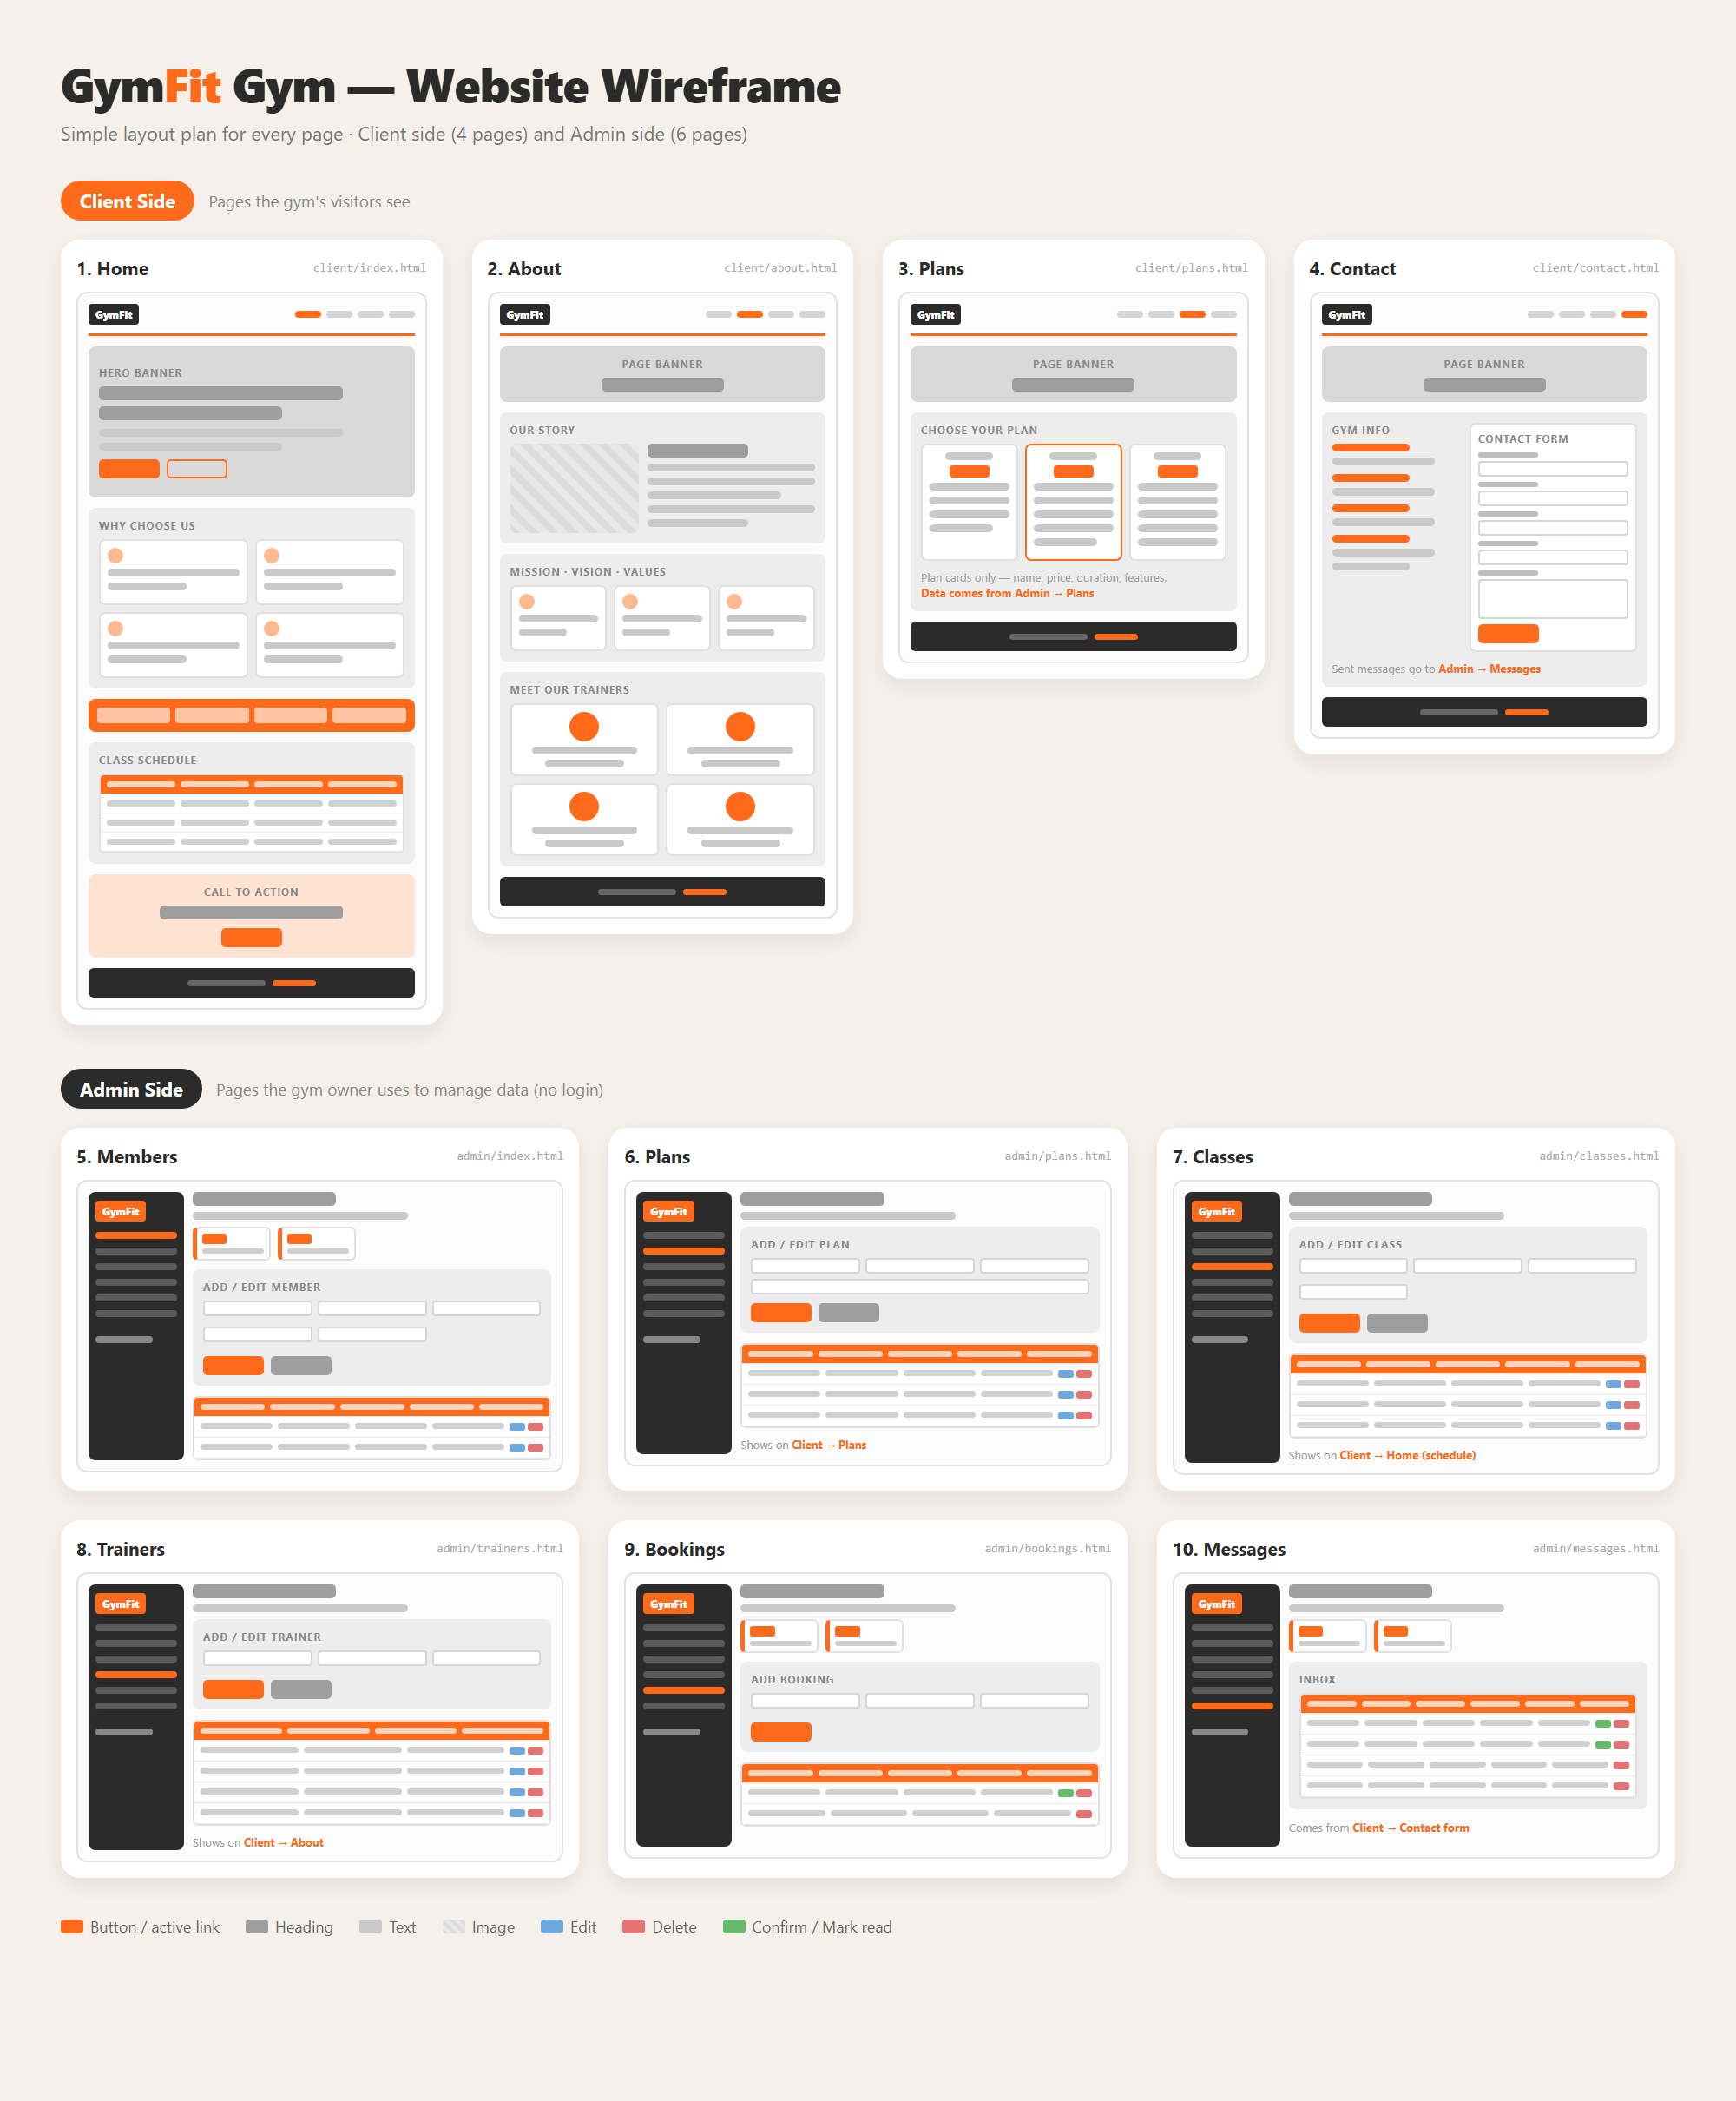 GymFit Gym — Website Wireframe
Simple layout plan for every page · Client side (4 pages) and Admin side (6 pages)
Client Side
Pages the gym's visitors see
1. Home
client/index.html
GymFit
HERO BANNER
WHY CHOOSE US
CLASS SCHEDULE
CALL TO ACTION
2. About
client/about.html
GymFit
PAGE BANNER
OUR STORY
MISSION · VISION · VALUES
MEET OUR TRAINERS
3. Plans
client/plans.html
GymFit
PAGE BANNER
CHOOSE YOUR PLAN
Plan cards only — name, price, duration, features.
Data comes from Admin → Plans
4. Contact
client/contact.html
GymFit
PAGE BANNER
GYM INFO
CONTACT FORM
Sent messages go to Admin → Messages
Admin Side
Pages the gym owner uses to manage data (no login)
5. Members
admin/index.html
GymFit
ADD / EDIT MEMBER
6. Plans
admin/plans.html
GymFit
ADD / EDIT PLAN
Shows on Client → Plans
7. Classes
admin/classes.html
GymFit
ADD / EDIT CLASS
Shows on Client → Home (schedule)
8. Trainers
admin/trainers.html
GymFit
ADD / EDIT TRAINER
Shows on Client → About
9. Bookings
admin/bookings.html
GymFit
ADD BOOKING
10. Messages
admin/messages.html
GymFit
INBOX
Comes from Client → Contact form
Button / active link
Heading
Text
Image
Edit
Delete
Confirm / Mark read